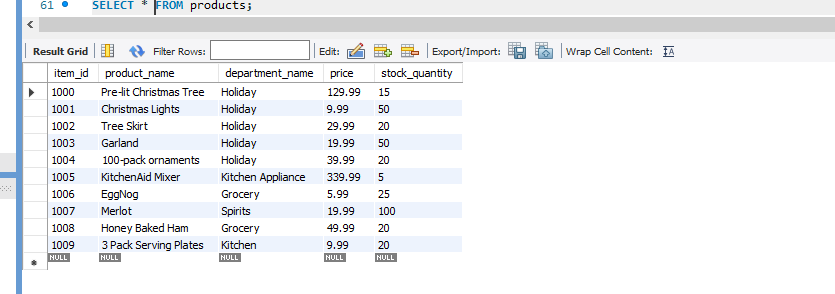 61 SELECT * FROM products;
Result Grid Filter Rows: Edit: Export/Import: Wrap Cell Content: IA
item_id product_name department_name price stock_quantity
1000 Pre-lit Christmas Tree Holiday 129.99 15
1001 Christmas Lights Holiday 9.99 50
1002 Tree Skirt Holiday 29.99 20
1003 Garland Holiday 19.99 50
1004 100-pack ornaments Holiday 39.99 20
1005 KitchenAid Mixer Kitchen Appliance 339.99 5
1006 EggNog Grocery 5.99 25
1007 Merlot Spirits 19.99 100
1008 Honey Baked Ham Grocery 49.99 20
1009 3 Pack Serving Plates Kitchen 9.99 20
NULL NULL NULL NULL NULL